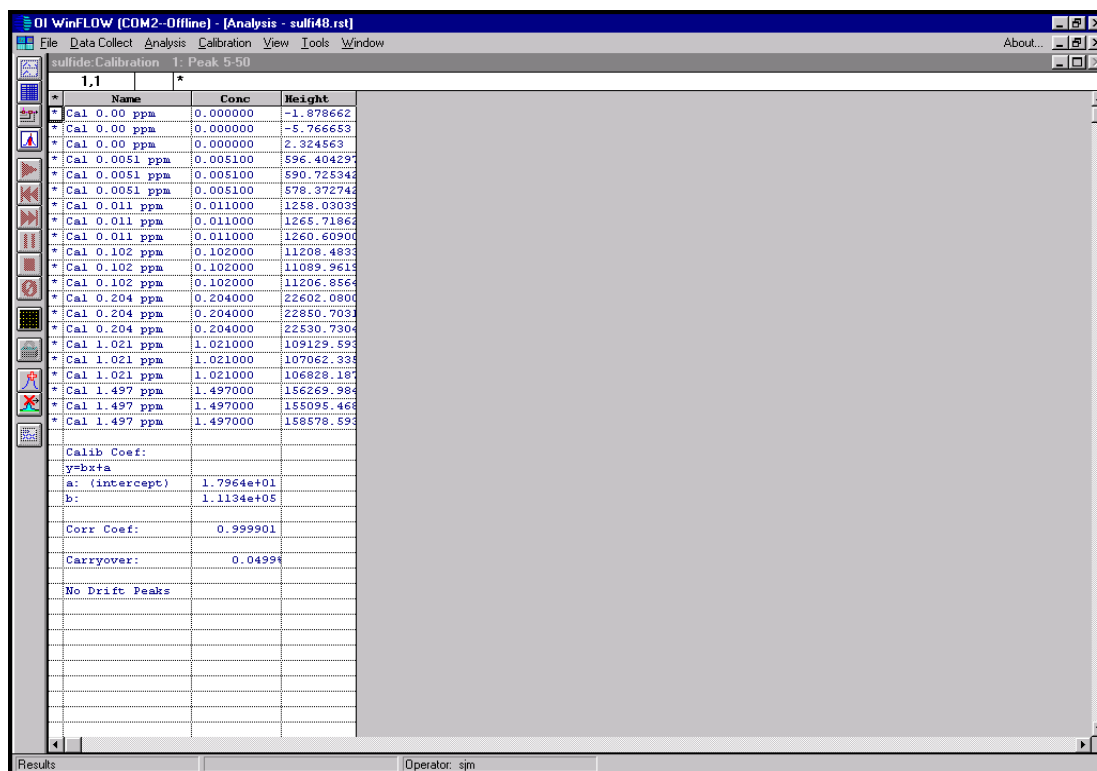 OI WinFLOW (COM2--Offline) - [Analysis - sulfi48.rst]
File Data Collect Analysis Calibration View Tools Window About...
sulfide:Calibration 1: Peak 5-50
1,1 *
* Name Conc Height
* Cal 0.00 ppm 0.000000 -1.878662
* Cal 0.00 ppm 0.000000 -5.766653
* Cal 0.00 ppm 0.000000 2.324563
* Cal 0.0051 ppm 0.005100 596.404297
* Cal 0.0051 ppm 0.005100 590.725342
* Cal 0.0051 ppm 0.005100 578.372742
* Cal 0.011 ppm 0.011000 1258.03039
* Cal 0.011 ppm 0.011000 1265.71862
* Cal 0.011 ppm 0.011000 1260.60900
* Cal 0.102 ppm 0.102000 11208.4833
* Cal 0.102 ppm 0.102000 11089.9619
* Cal 0.102 ppm 0.102000 11206.8564
* Cal 0.204 ppm 0.204000 22602.0800
* Cal 0.204 ppm 0.204000 22850.7031
* Cal 0.204 ppm 0.204000 22530.7304
* Cal 1.021 ppm 1.021000 109129.593
* Cal 1.021 ppm 1.021000 107062.335
* Cal 1.021 ppm 1.021000 106828.187
* Cal 1.497 ppm 1.497000 156269.984
* Cal 1.497 ppm 1.497000 155095.468
* Cal 1.497 ppm 1.497000 158578.593
Calib Coef:
y=bx+a
a: (intercept) 1.7964e+01
b: 1.1134e+05
Corr Coef: 0.999901
Carryover: 0.0499%
No Drift Peaks
Results Operator: sjm